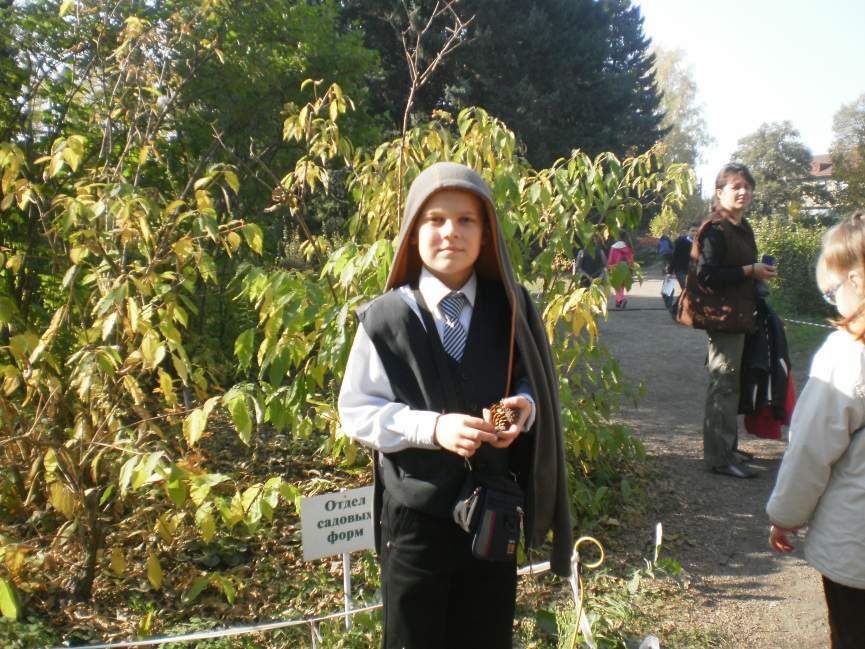 Отдел
садовых
форм